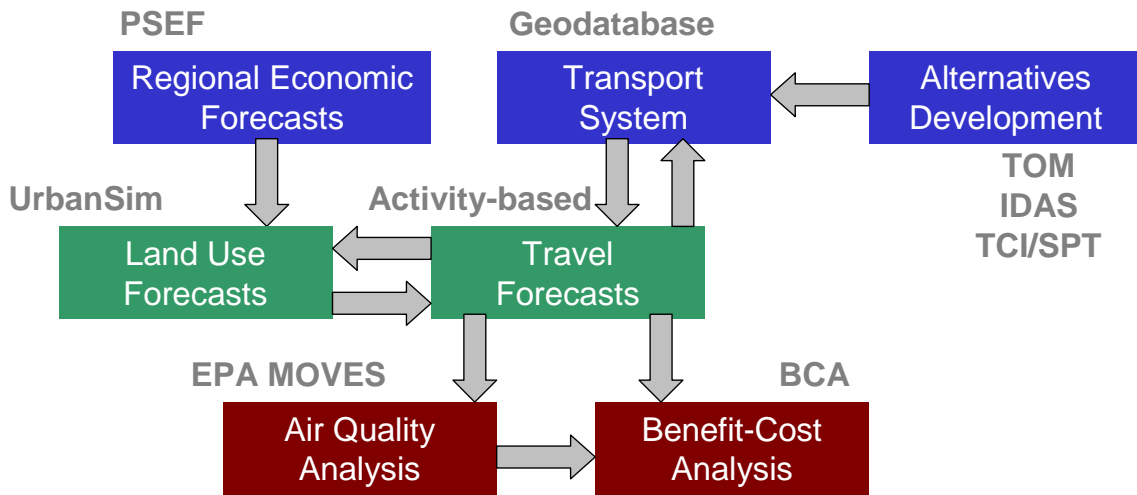 PSEF
Geodatabase
Regional Economic
Forecasts
Transport
System
Alternatives
Development
TOM
IDAS
TCI/SPT
UrbanSim
Activity-based
Land Use
Forecasts
Travel
Forecasts
EPA MOVES
BCA
Air Quality
Analysis
Benefit-Cost
Analysis